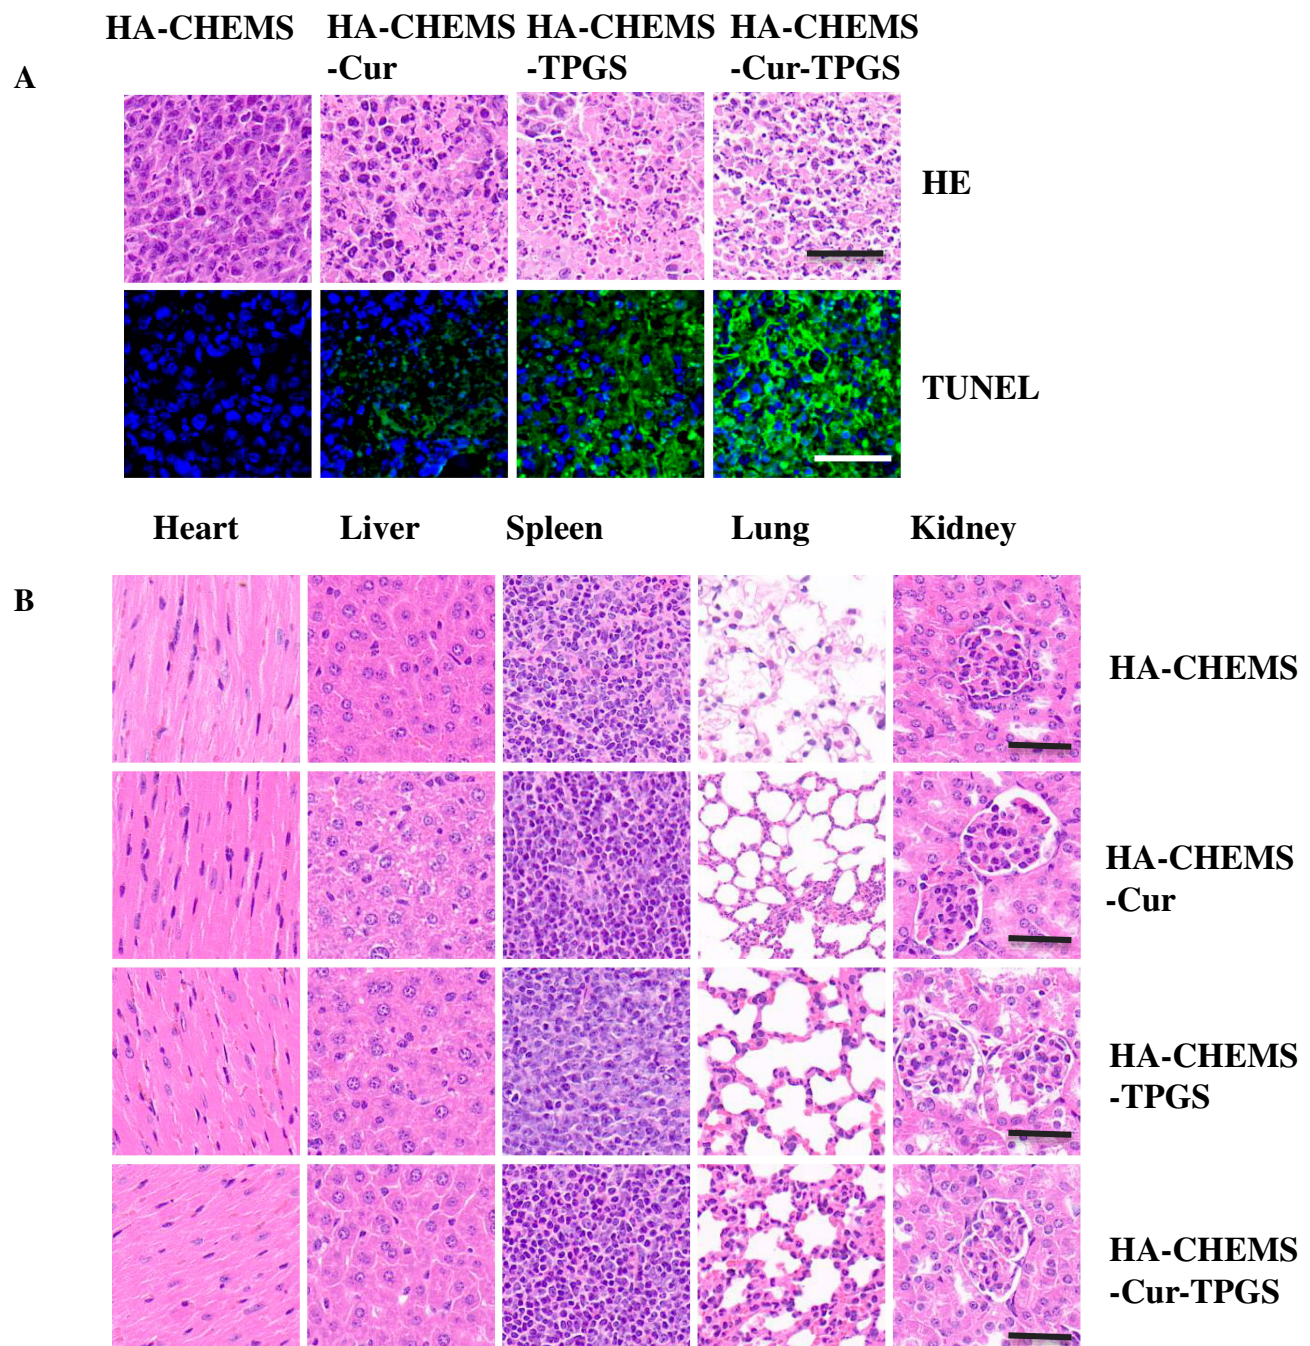 HA-CHEMS
HA-CHEMS
-Cur
HA-CHEMS
-TPGS
HA-CHEMS
-Cur-TPGS
A
HE
TUNEL
Heart
Liver
Spleen
Lung
Kidney
B
HA-CHEMS
HA-CHEMS
-Cur
HA-CHEMS
-TPGS
HA-CHEMS
-Cur-TPGS